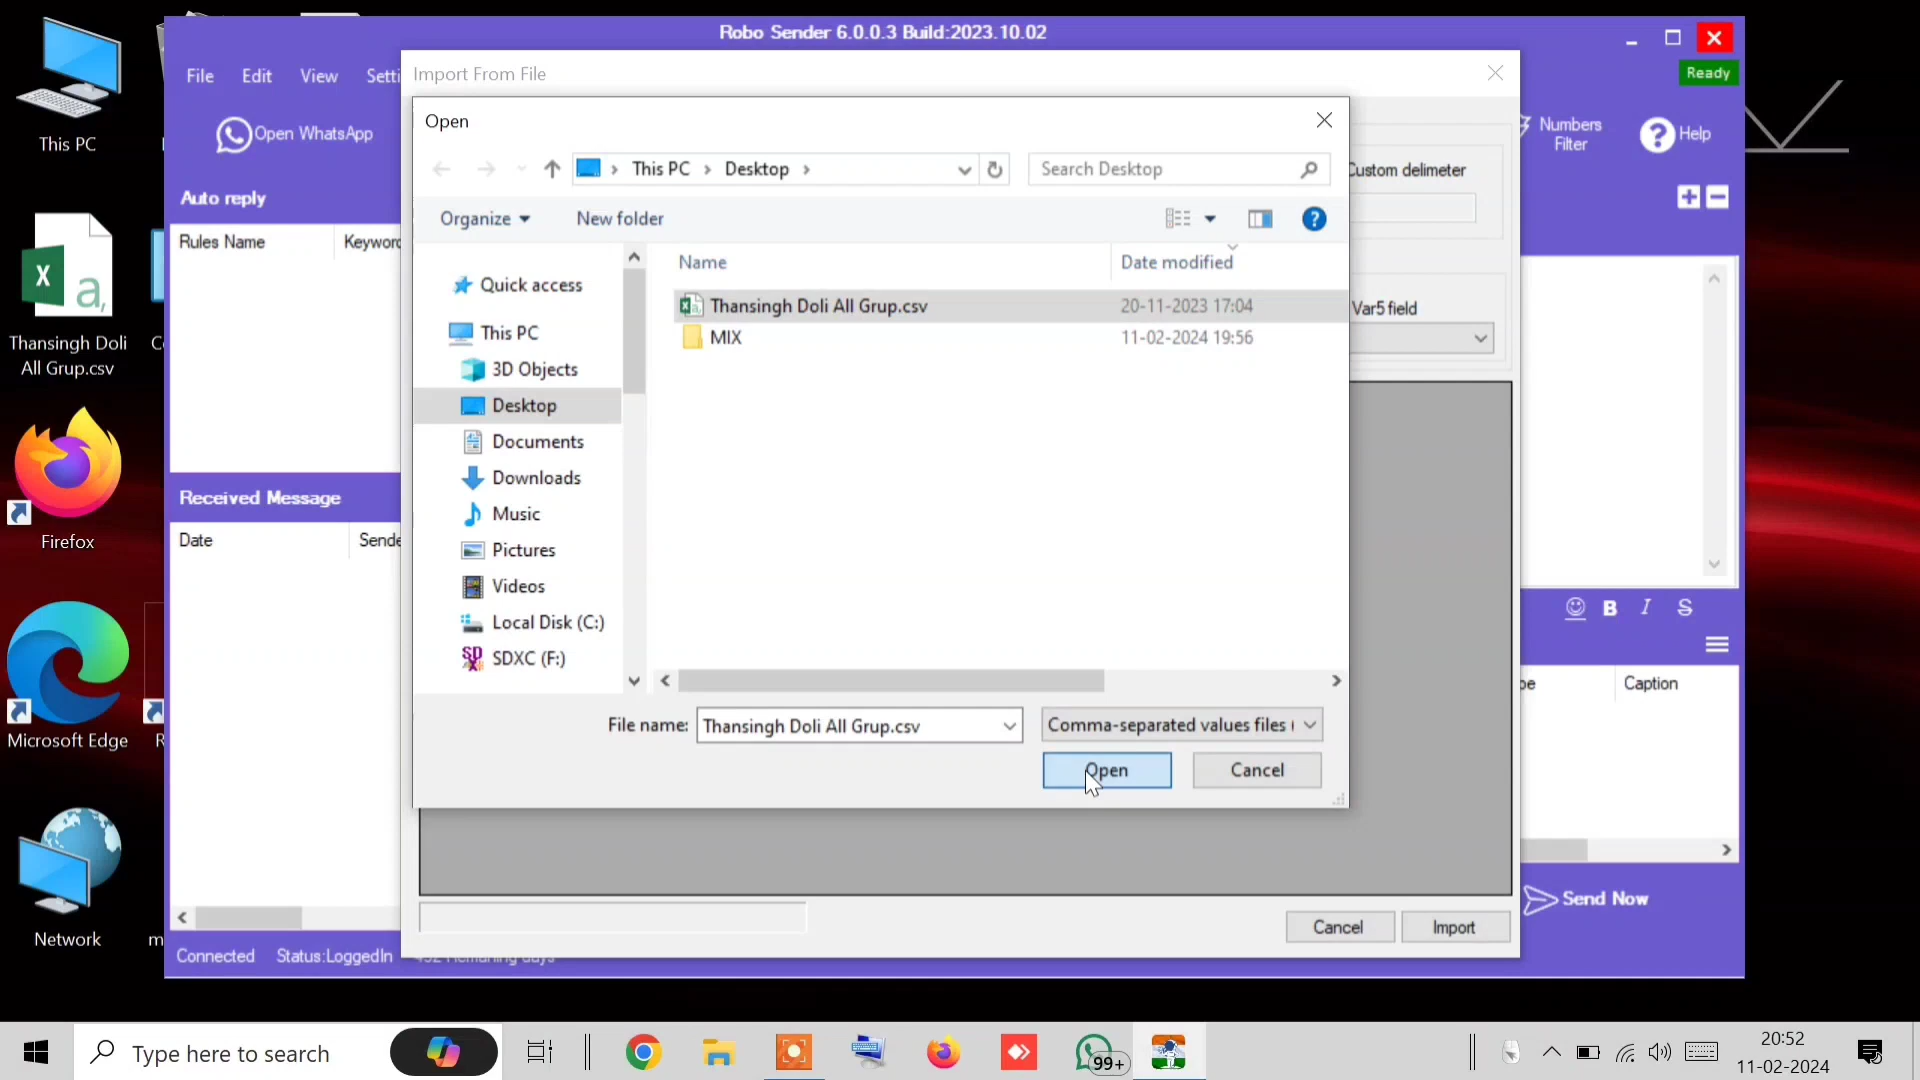 Robo Sender 6.0.0.3 Build:2023.10.02
Ready
File Edit View
Import From File
Open WhatsApp
Numbers
Filter
Help
Auto reply
Rules Name
Open
This PC Desktop
Search Desktop
Organize New folder
Name Date modified
Quick access
This PC
3D Objects
Desktop
Documents
Downloads
Music
Pictures
Videos
Local Disk (C:)
SDXC (F:)
Thansingh Doli All Grup.csv 20-11-2023 17:04
MIX 11-02-2024 19:56
File name: Thansingh Doli All Grup.csv Comma-separated values files (
Open Cancel
Custom delimeter
Var5 field
B I S
Caption
Received Message
Date
Cancel Import
Send Now
Connected Status:LoggedIn
This PC
Thansingh Doli
All Grup.csv
Firefox
Microsoft Edge
Network
Type here to search
99+
20:52
11-02-2024